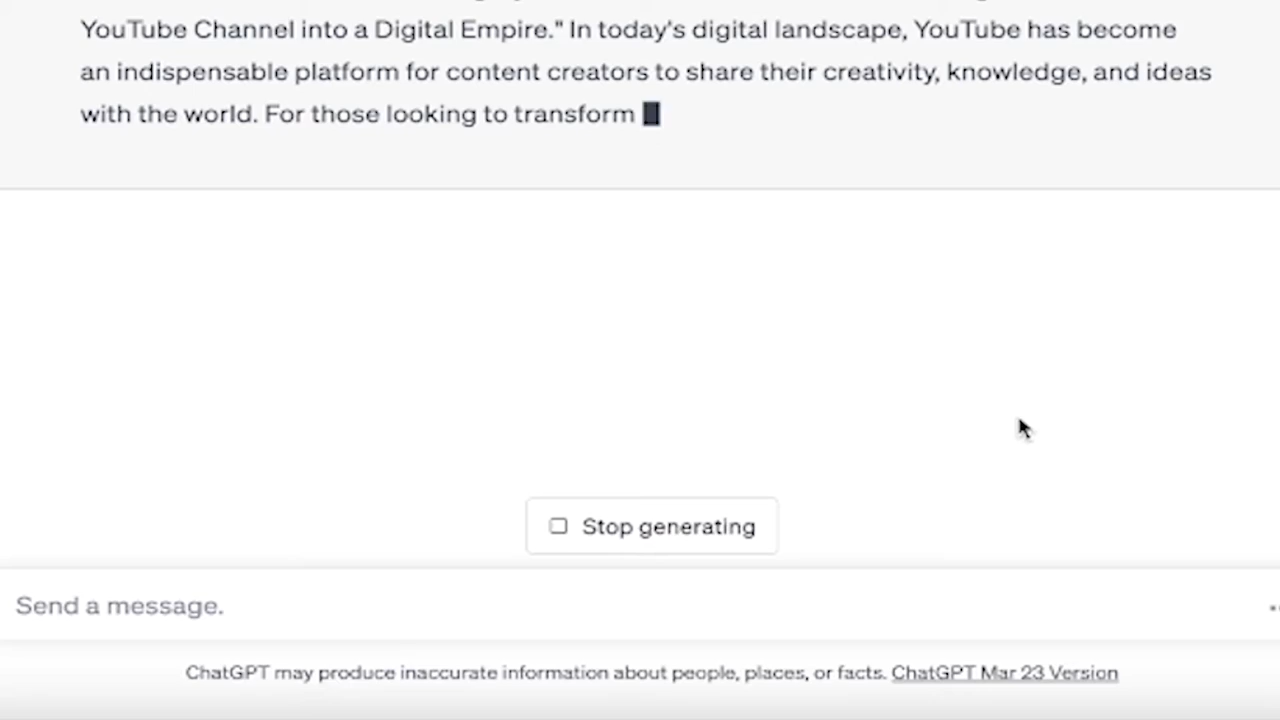 YouTube Channel into a Digital Empire." In today's digital landscape, YouTube has become
an indispensable platform for content creators to share their creativity, knowledge, and ideas
with the world. For those looking to transform
Stop generating
Send a message.
ChatGPT may produce inaccurate information about people, places, or facts. ChatGPT Mar 23 Version